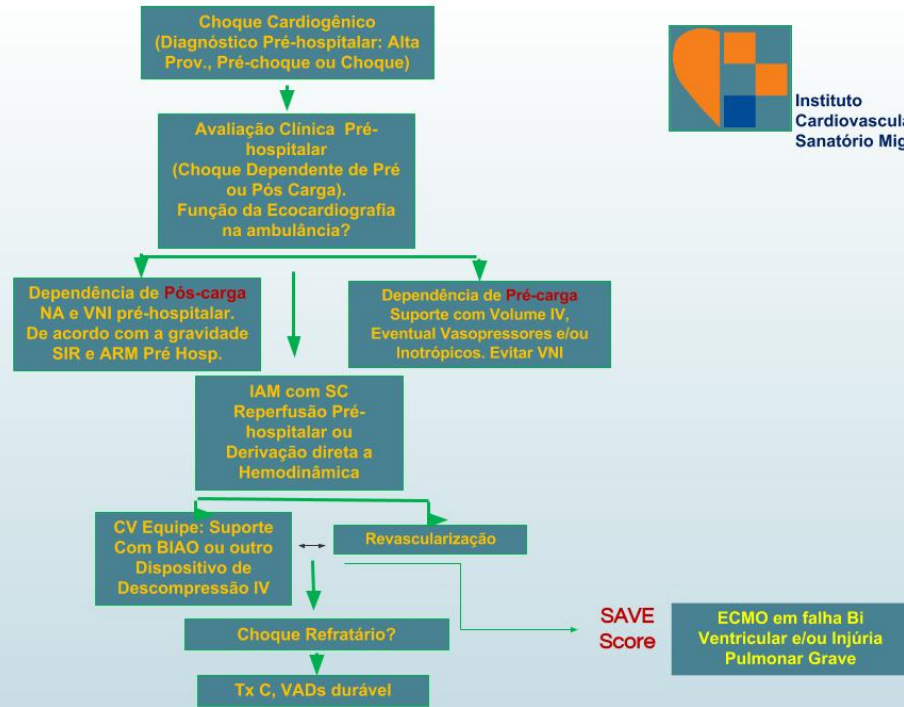 Choque Cardiogênico
(Diagnóstico Pré-hospitalar: Alta
Prov., Pré-choque ou Choque)
Instituto
Cardiovascula
Sanatório Mig
Avaliação Clínica Pré-
hospitalar
(Choque Dependente de Pré
ou Pós Carga).
Função da Ecocardiografia
na ambulância?
Dependência de Pós-carga
NA e VNI pré-hospitalar.
De acordo com a gravidade
SIR e ARM Pré Hosp.
Dependência de Pré-carga
Suporte com Volume IV,
Eventual Vasopressores e/ou
Inotrópicos. Evitar VNI
IAM com SC
Reperfusão Pré-
hospitalar ou
Derivação direta a
Hemodinâmica
CV Equipe: Suporte
Com BIAO ou outro
Dispositivo de
Descompressão IV
Revascularização
Choque Refratário?
SAVE
Score
ECMO em falha Bi
Ventricular e/ou Injúria
Pulmonar Grave
Tx C, VADs durável